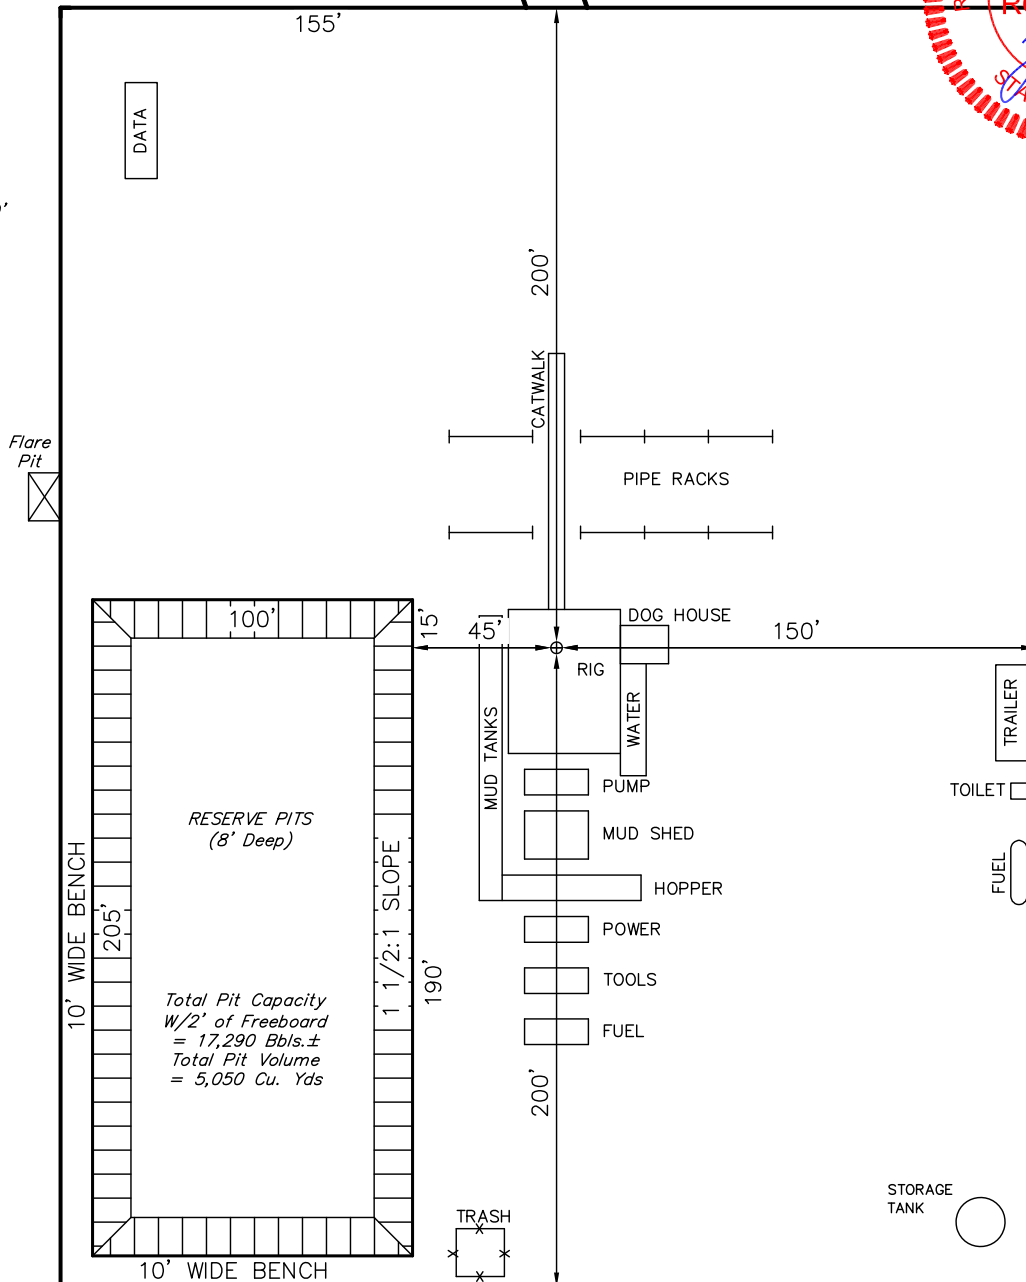 155'
DATA
200'
CATWALK
Flare
Pit
PIPE RACKS
100'
15'
45'
DOG HOUSE
150'
RIG
WATER
TRAILER
MUD TANKS
PUMP
TOILET
RESERVE PITS
(8' Deep)
MUD SHED
FUEL
HOPPER
10' WIDE BENCH
205'
1 1/2:1 SLOPE
190'
POWER
TOOLS
Total Pit Capacity
W/2' of Freeboard
= 17,290 Bbls.±
Total Pit Volume
= 5,050 Cu. Yds
FUEL
200'
STORAGE
TANK
TRASH
10' WIDE BENCH